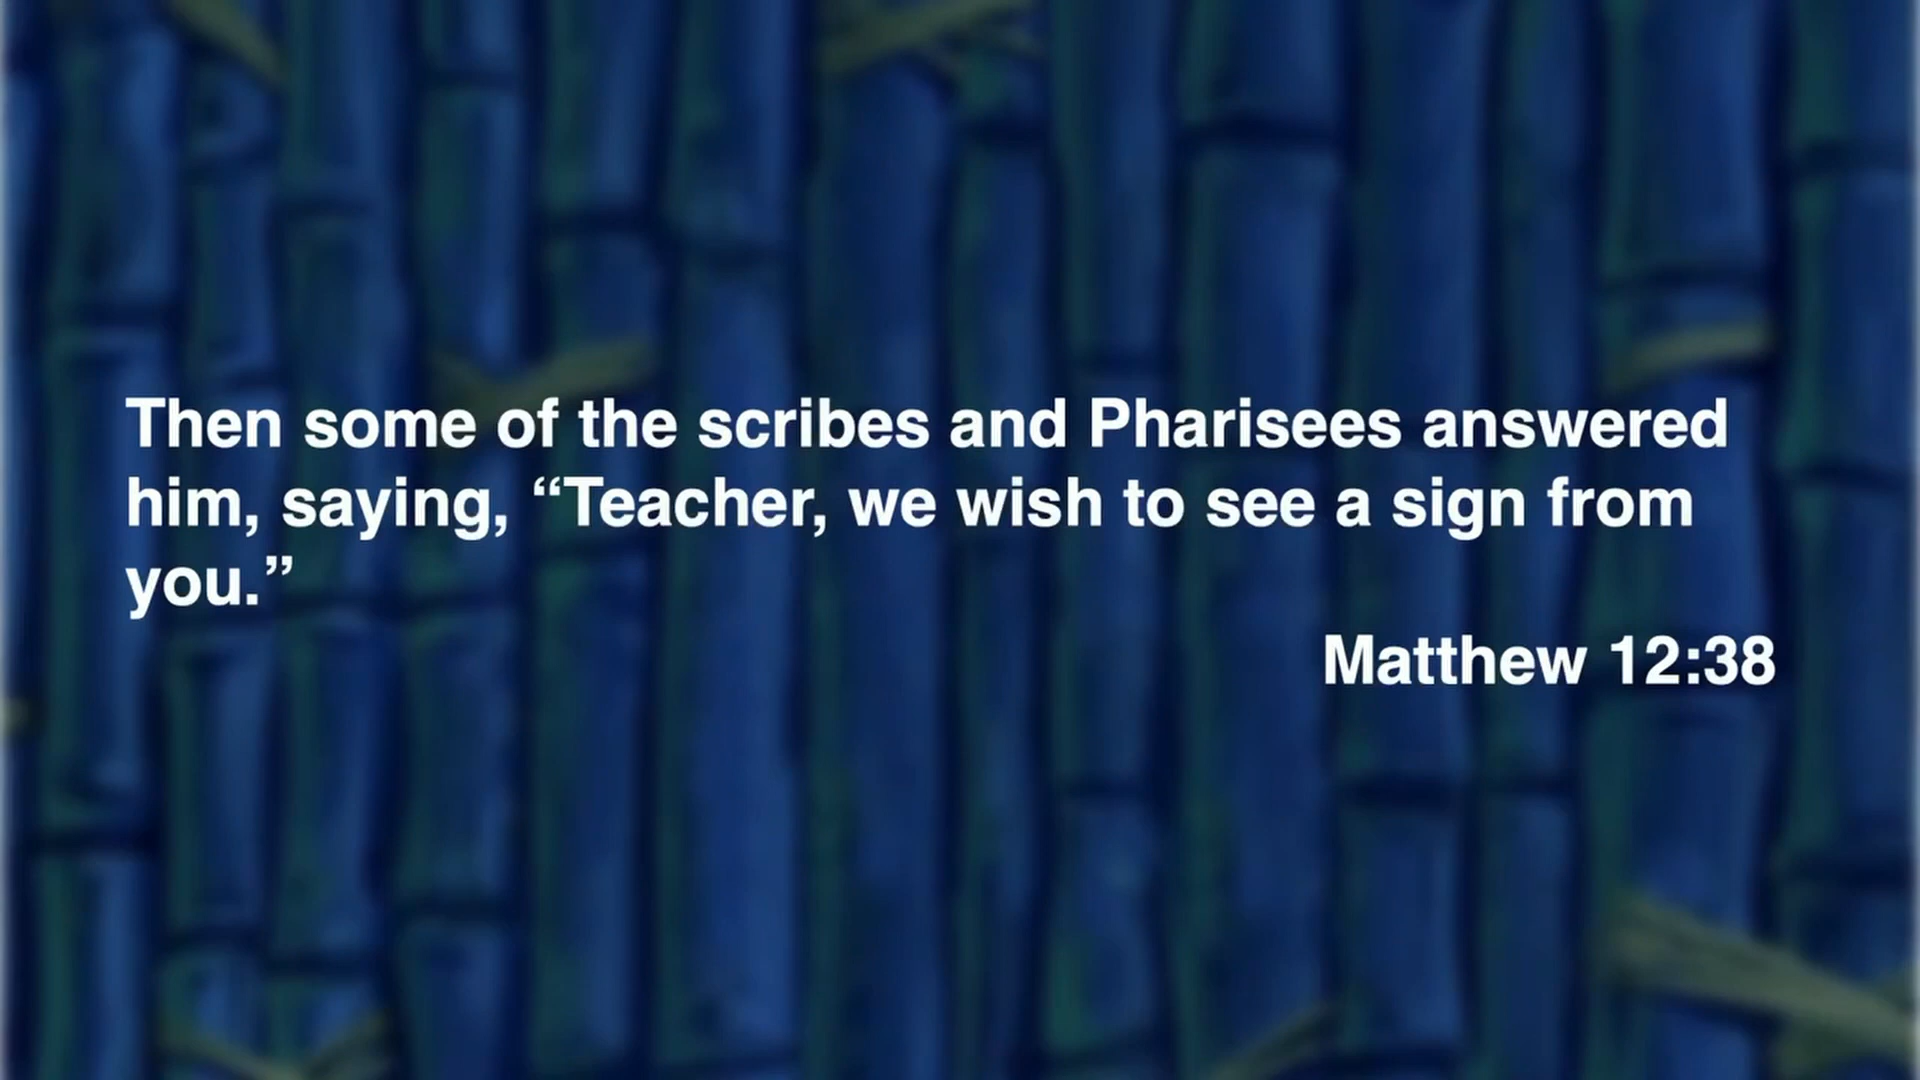 Then some of the scribes and Pharisees answered
him, saying, “Teacher, we wish to see a sign from
you.”
Matthew 12:38